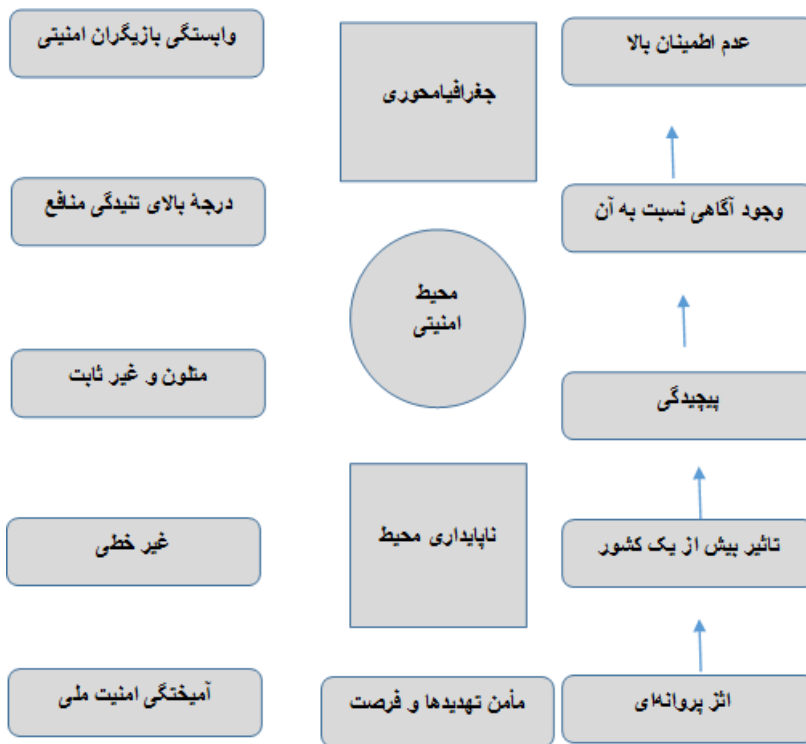 عدم اطمینان بالا
جغرافیامحوری
وابستگی بازیگران امنیتی
وجود آگاهی نسبت به آن
درجۀ بالای تنیدگی منافع
محیط
امنیتی
پیچیدگی
متلون و غیر ثابت
تاثیر بیش از یک کشور
ناپایداری محیط
غیر خطی
اثز پروانه‌ای
مأمن تهدیدها و فرصت
آمیختگی امنیت ملی